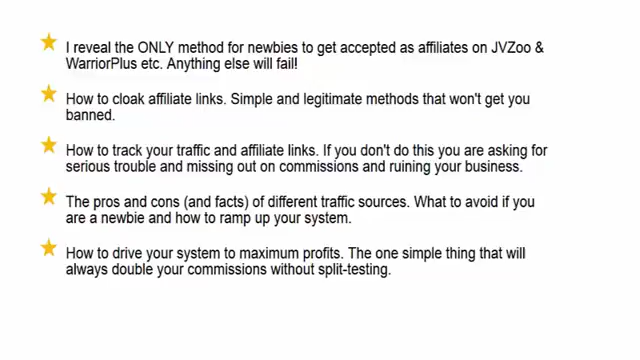 I reveal the ONLY method for newbies to get accepted as affiliates on JVZoo &
WarriorPlus etc. Anything else will fail!
How to cloak affiliate links. Simple and legitimate methods that won't get you
banned.
How to track your traffic and affiliate links. If you don't do this you are asking for
serious trouble and missing out on commissions and ruining your business.
The pros and cons (and facts) of different traffic sources. What to avoid if you
are a newbie and how to ramp up your system.
How to drive your system to maximum profits. The one simple thing that will
always double your commissions without split-testing.